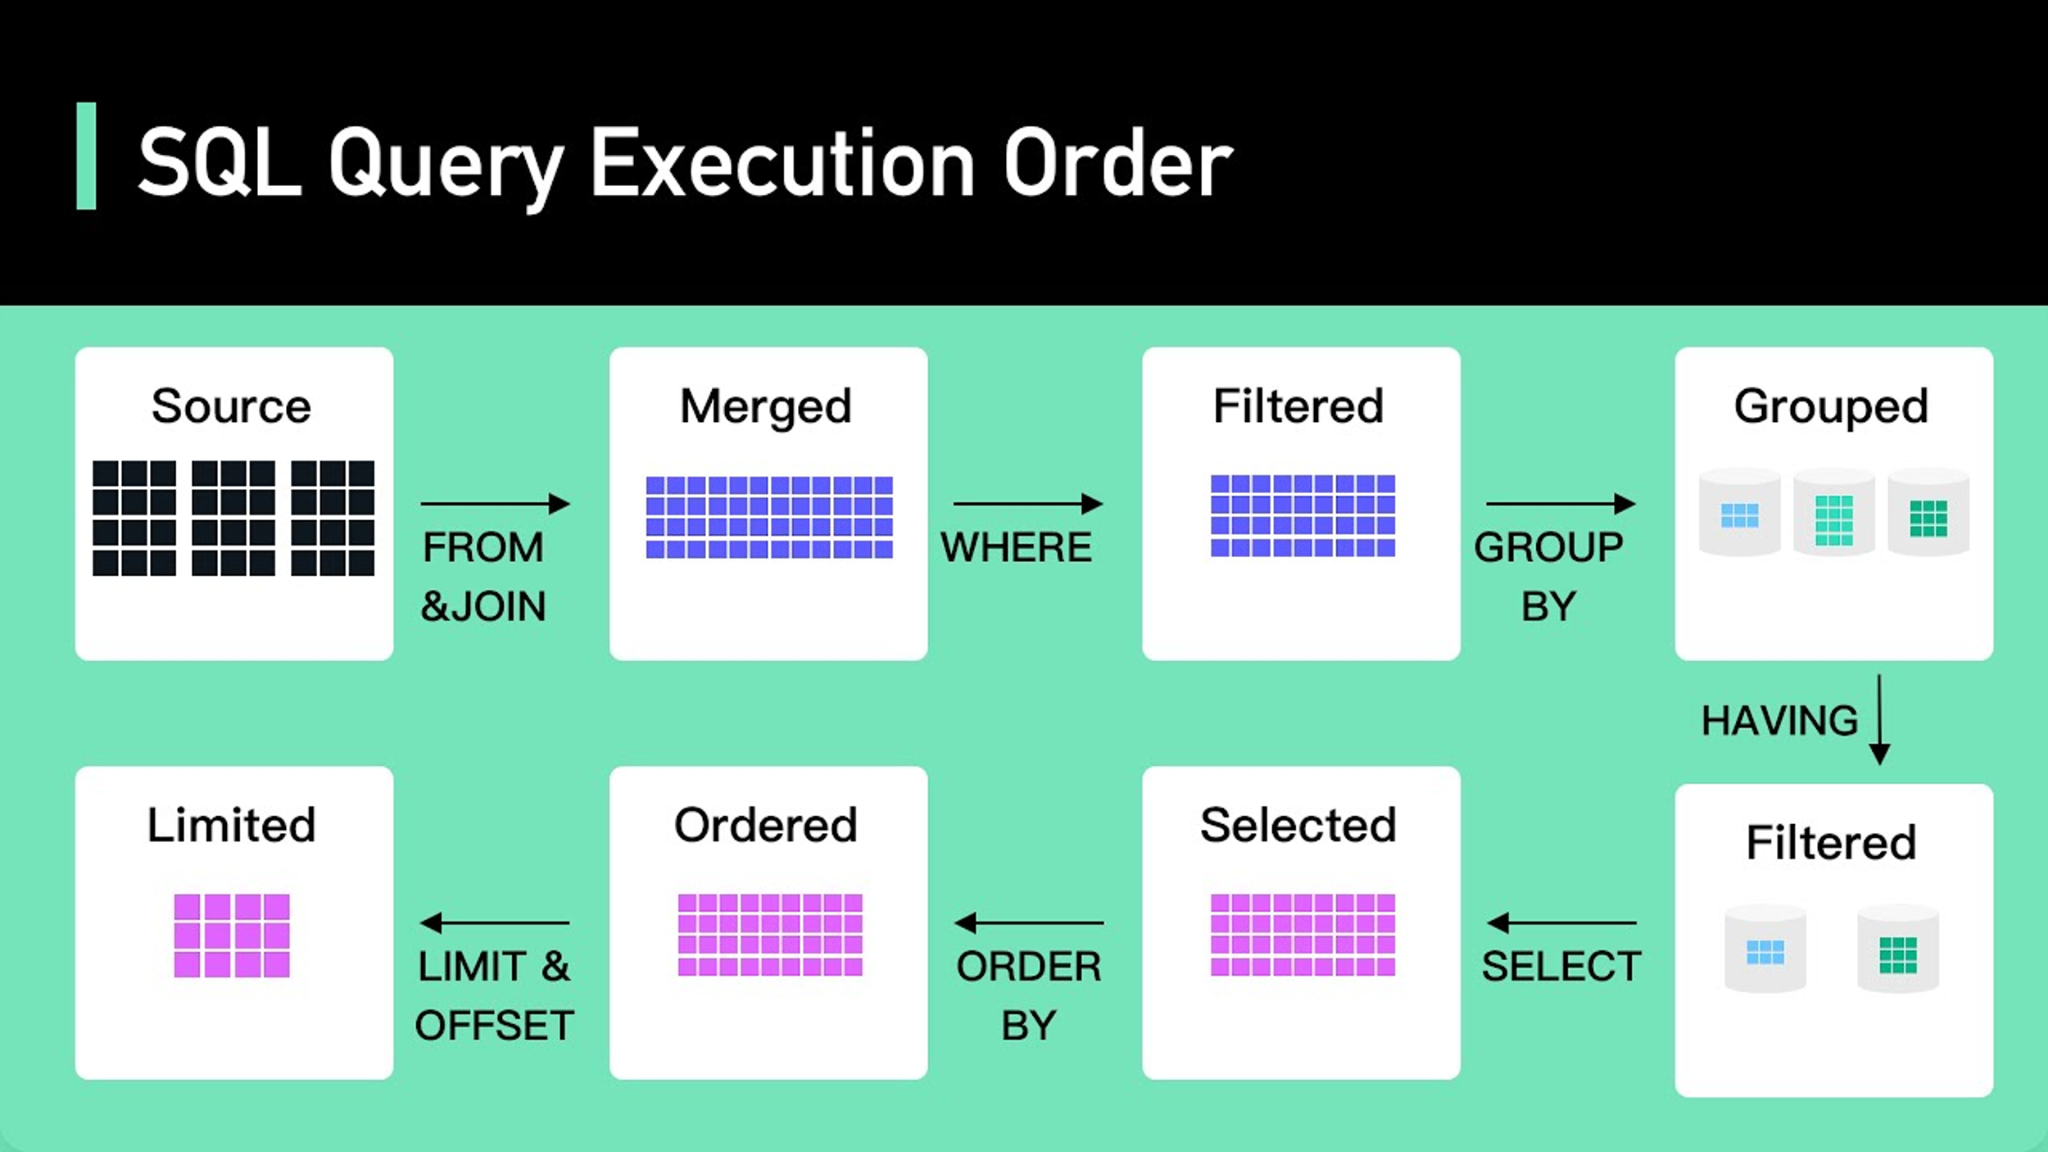 SQL Query Execution Order
Source
FROM
&JOIN
Merged
WHERE
Filtered
GROUP
BY
Grouped
HAVING
Filtered
SELECT
Selected
ORDER
BY
Ordered
LIMIT &
OFFSET
Limited